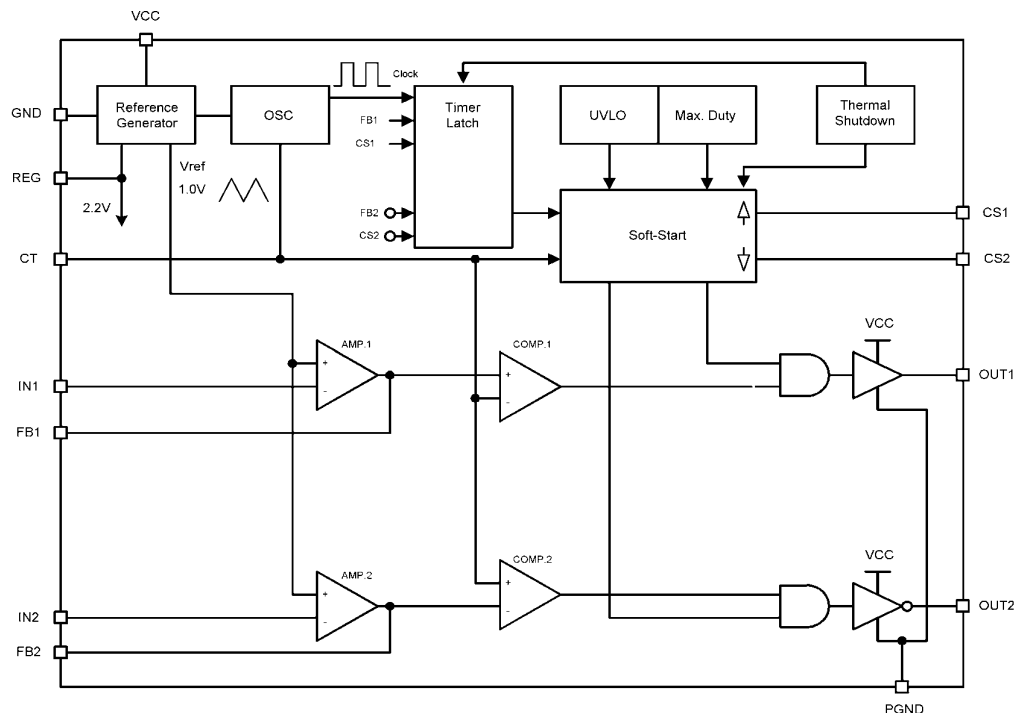 VCC
GND
Reference
Generator
OSC
Clock
FB1
CS1
Timer
Latch
UVLO
Max. Duty
Thermal
Shutdown
REG
2.2V
Vref
1.0V
FB2
CS2
Soft-Start
CS1
CS2
CT
AMP.1
+
-
COMP.1
+
-
VCC
IN1
OUT1
FB1
AMP.2
+
-
COMP.2
+
-
VCC
IN2
OUT2
FB2
PGND